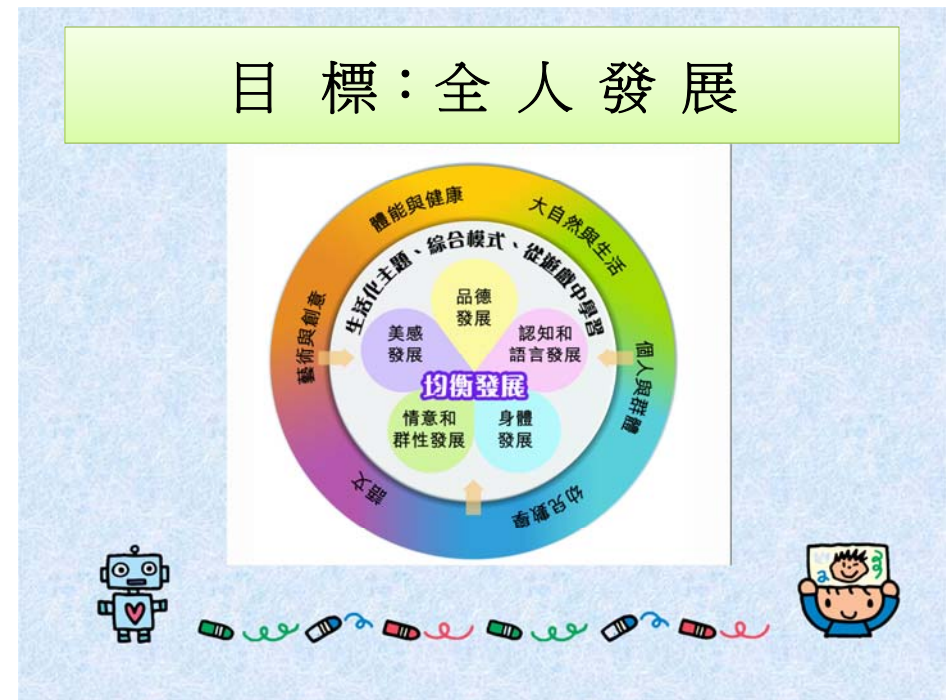 目標：全人發展
體能與健康
大自然與生活
個人與群體
幼兒數學
語文
藝術與創意
生活化主題、綜合模式、從遊戲中學習
品德
發展
美感
發展
認知和
語言發展
均衡發展
情意和
群性發展
身體
發展